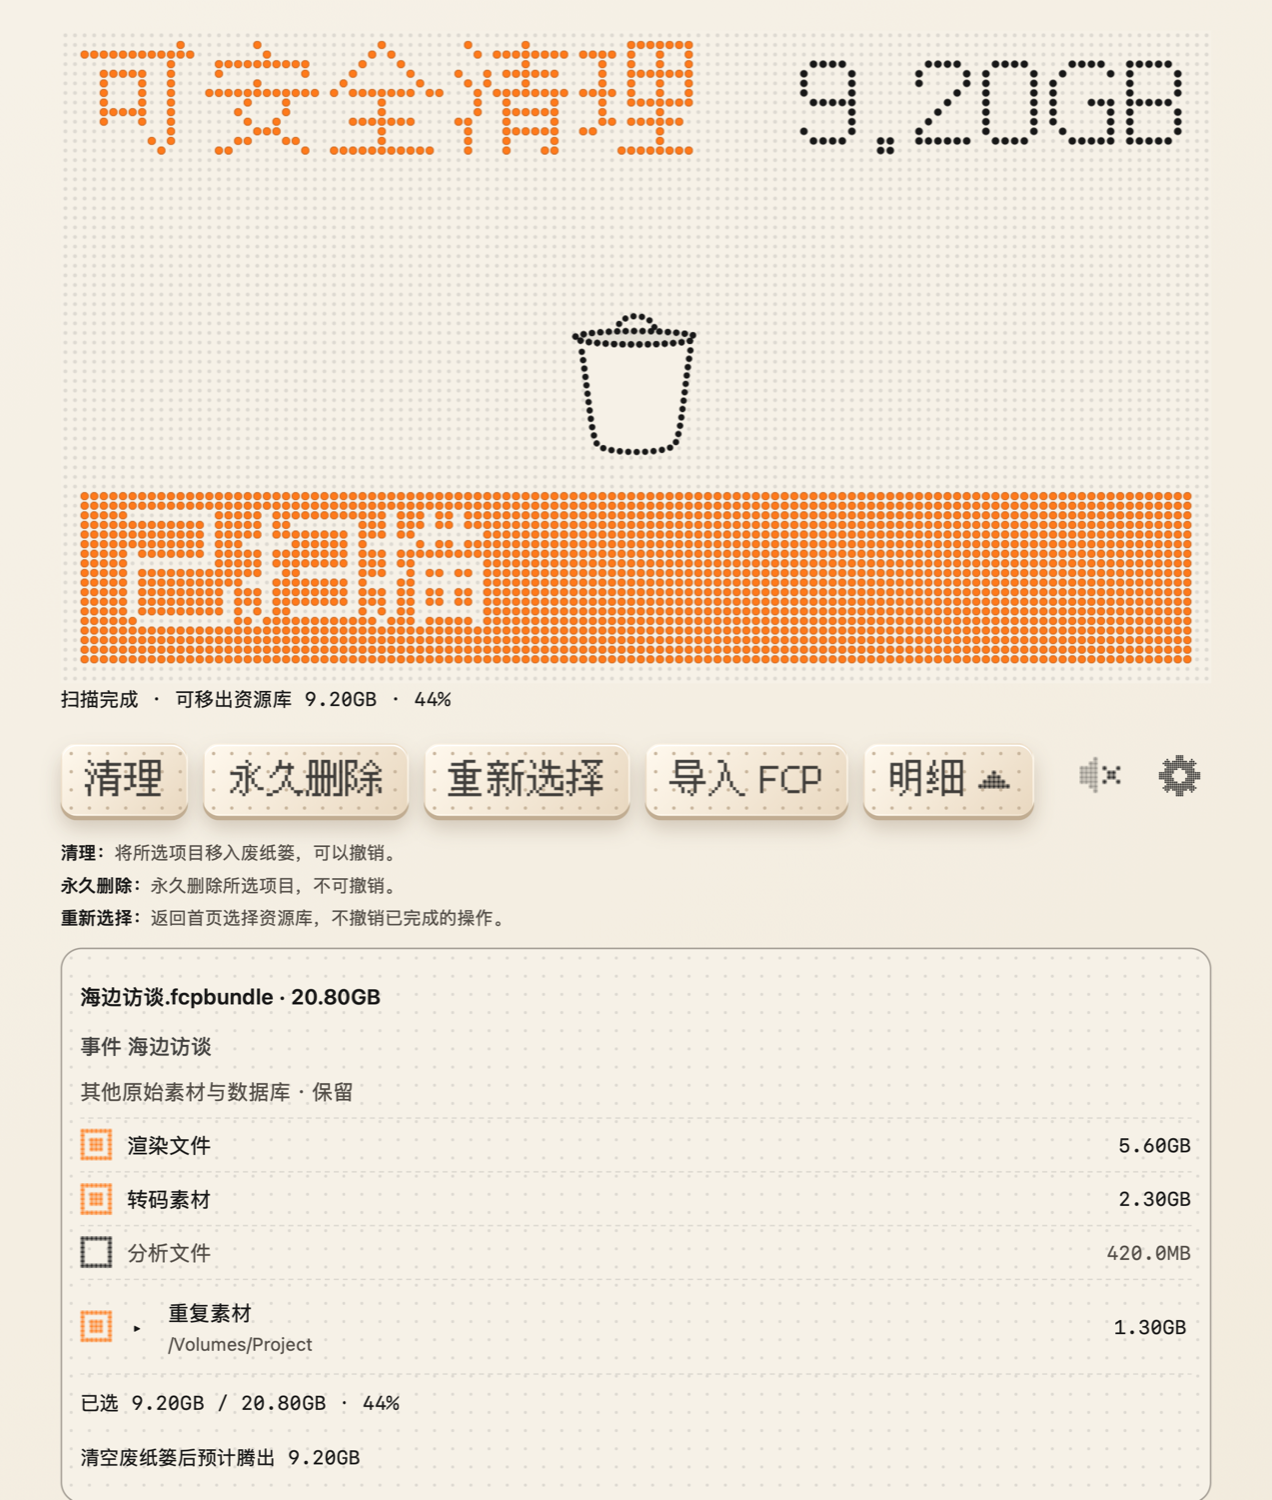 可安全清理 9.20GB
已扫描
扫描完成 · 可移出资源库 9.20GB · 44%
清理 永久删除 重新选择 导入 FCP 明细
清理：将所选项目移入废纸篓，可以撤销。
永久删除：永久删除所选项目，不可撤销。
重新选择：返回首页选择资源库，不撤销已完成的操作。
海边访谈.fcpbundle · 20.80GB
事件 海边访谈
其他原始素材与数据库 · 保留
渲染文件 5.60GB
转码素材 2.30GB
分析文件 420.0MB
重复素材 1.30GB
/Volumes/Project
已选 9.20GB / 20.80GB · 44%
清空废纸篓后预计腾出 9.20GB